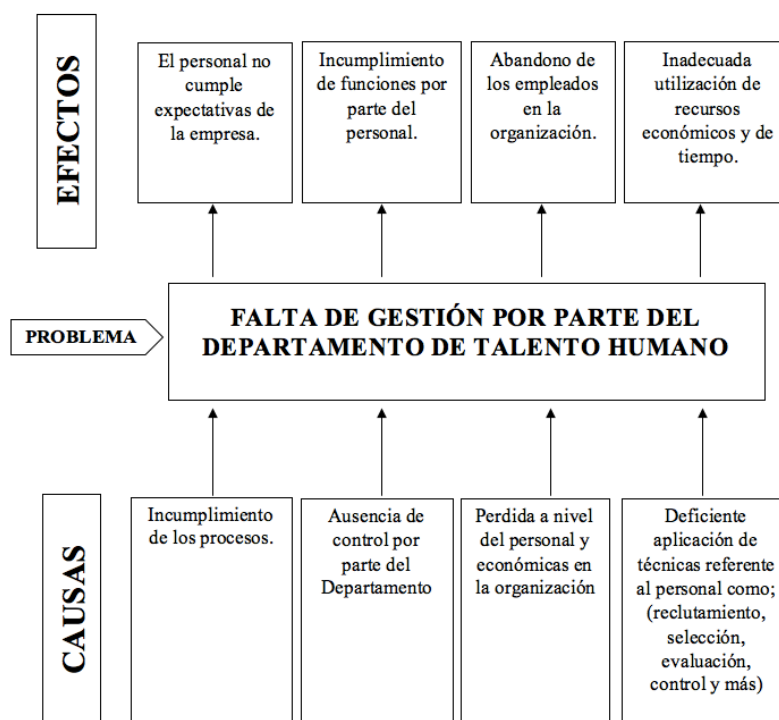 EFECTOS
El personal no
cumple
expectativas de
la empresa.
Incumplimiento
de funciones por
parte del
personal.
Abandono de
los empleados
en la
organización.
Inadecuada
utilización de
recursos
económicos y de
tiempo.
PROBLEMA
FALTA DE GESTIÓN POR PARTE DEL
DEPARTAMENTO DE TALENTO HUMANO
CAUSAS
Incumplimiento
de los procesos.
Ausencia de
control por
parte del
Departamento
Perdida a nivel
del personal y
económicas en
la organización
Deficiente
aplicación de
técnicas referente
al personal como;
(reclutamiento,
selección,
evaluación,
control y más)